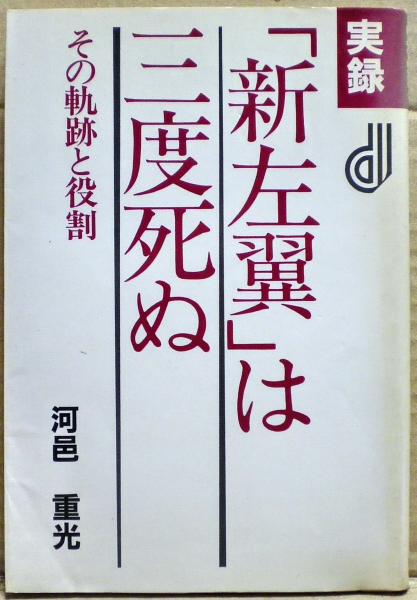 実録
「新左翼」は
三度死ぬ
その軌跡と役割
河邑 重光